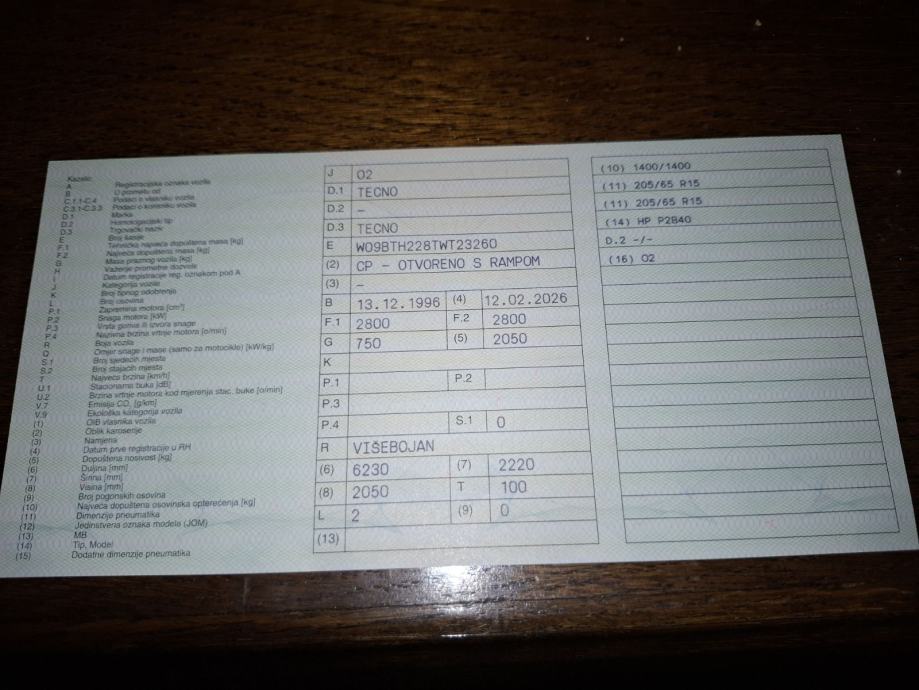 Kazalo:
A Registracijska oznaka vozila
B U prometu od
C.1.1-C.4 Podaci o vlasniku vozila
C.3.1-C.3.3 Podaci o korisniku vozila
D.1 Marka
D.2 Homologacijski tip
D.3 Trgovački naziv
E Broj šasije
F.1 Tehnička najveća dopuštena masa [kg]
F.2 Najveća dopuštena masa [kg]
G Masa praznog vozila [kg]
H Važenje prometne dozvole
I Datum registracije reg. oznakom pod A
J Kategorija vozila
K Broj tipnog odobrenja
L Broj osovina
P.1 Zapremina motora [cm³]
P.2 Snaga motora [kW]
P.3 Vrsta goriva ili izvora snage
P.4 Nazivna brzina vrtnje motora [o/min]
R Boja vozila
Q Omjer snage i mase (samo za motocikle) [kW/kg]
S.1 Broj sjedećih mjesta
S.2 Broj stajaćih mjesta
T Najveća brzina [km/h]
U.1 Stacionarna buka [dB]
U.2 Brzina vrtnje motora kod mjerenja stac. buke [o/min]
V.7 Emisija CO₂ [g/km]
V.9 Ekološka kategorija vozila
(1) OIB vlasnika vozila
(2) Oblik karoserije
(3) Namjena
(4) Datum prve registracije u RH
(5) Dopuštena nosivost [kg]
(6) Duljina [mm]
(7) Širina [mm]
(8) Visina [mm]
(9) Broj pogonskih osovina
(10) Najveća dopuštena osovinska opterećenja [kg]
(11) Dimenzije pneumatika
(12) Jedinstvena oznaka modela (JOM)
(13) MB
(14) Tip, Model
(15) Dodatne dimenzije pneumatika
J O2
D.1 TECNO
D.2 –
D.3 TECNO
E W09BTH228TWT23260
(2) CP – OTVORENO S RAMPOM
(3) –
B 13.12.1996 (4) 12.02.2026
F.1 2800 F.2 2800
G 750 (5) 2050
K
P.1 P.2
P.3
P.4 S.1 0
R VIŠEBOJAN
(6) 6230 (7) 2220
(8) 2050 T 100
L 2 (9) 0
(13)
(10) 1400/1400
(11) 205/65 R15
(11) 205/65 R15
(14) HP P2B40
D.2 -/-
(16) O2